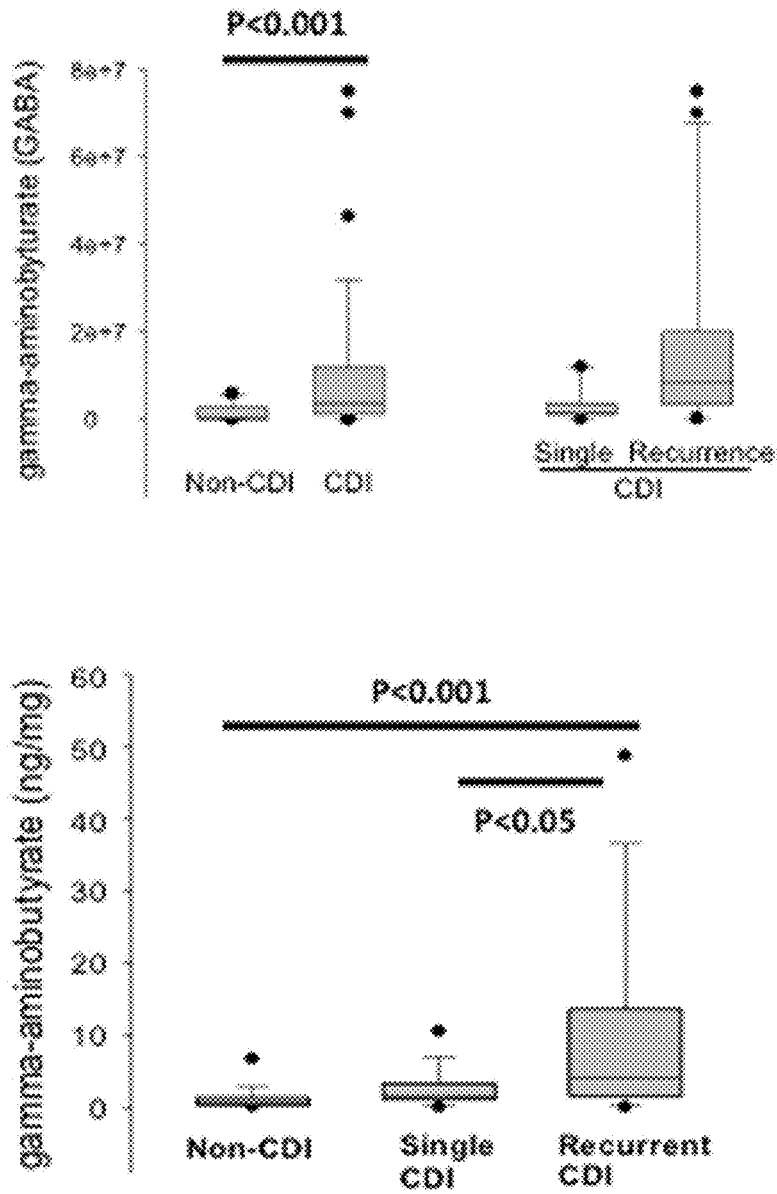 P<0.001
gamma-aminobyturate (GABA)
8e+7
6e+7
4e+7
2e+7
0
Non-CDI CDI
Single Recurrence
CDI
gamma-aminobutyrate (ng/mg)
60
50
40
30
20
10
0
P<0.001
P<0.05
Non-CDI
Single
CDI
Recurrent
CDI